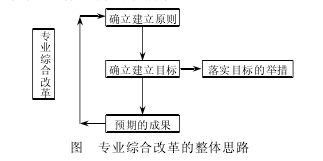 专业综合改革
确立建立原则
确立建立目标
落实目标的举措
预期的成果
图 专业综合改革的整体思路